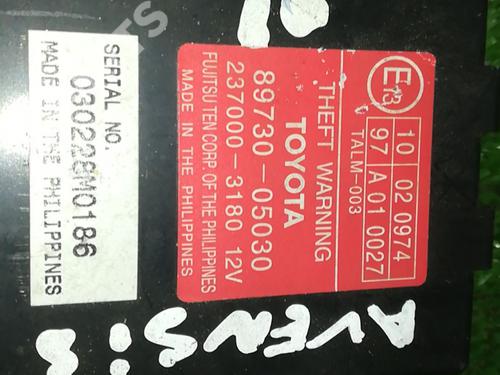 SERIAL NO.
030226M0186
MADE IN THE PHILIPPINES
E13
10 02 0974
97 A 01 0027
TALM-003
THEFT WARNING
TOYOTA
89730-05030
237000-3180 12V
FUJITSU TEN CORP. OF THE PHILIPPINES
MADE IN THE PHILIPPINES
AVENSiS